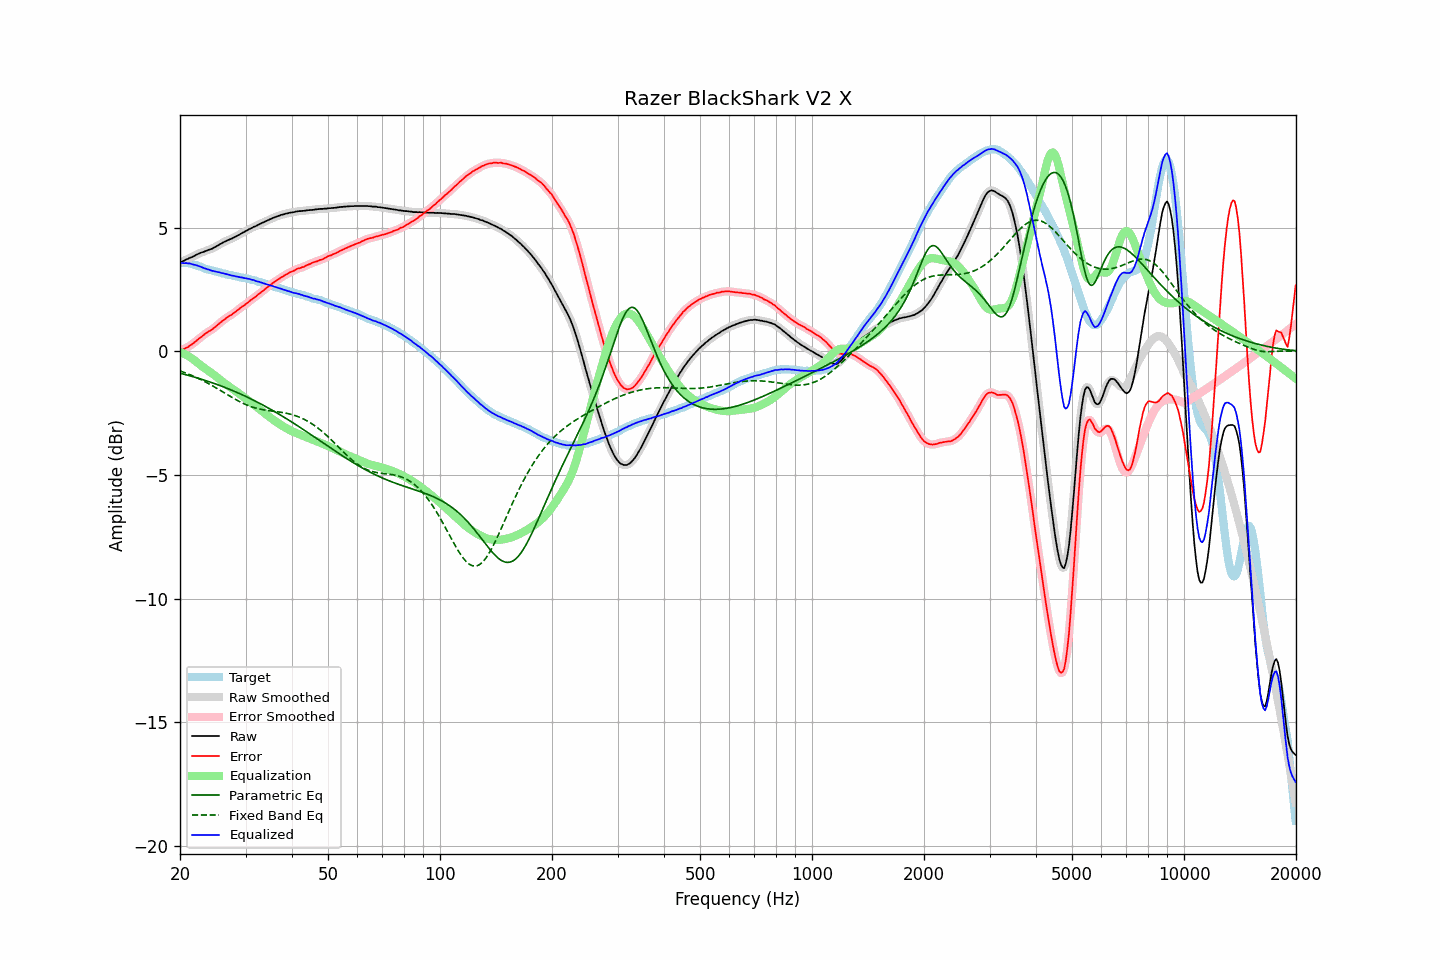 Razer BlackShark V2 X
Amplitude (dBr)
5
0
−5
−10
−15
−20
Target
Raw Smoothed
Error Smoothed
Raw
Error
Equalization
Parametric Eq
Fixed Band Eq
Equalized
20 50 100 200 500 1000 2000 5000 10000 20000
Frequency (Hz)